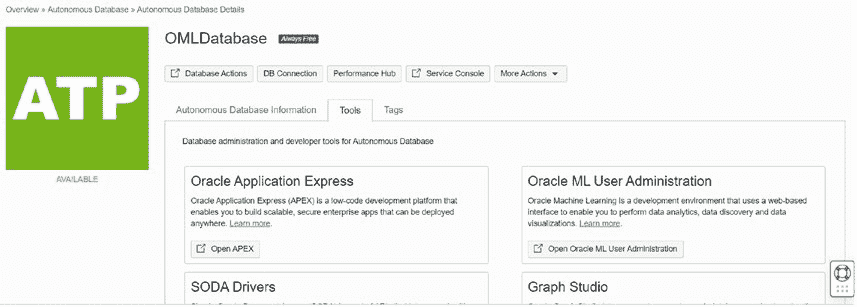 Overview » Autonomous Database » Autonomous Database Details
ATP
AVAILABLE
OMLDatabase Always Free
Database Actions DB Connection Performance Hub Service Console More Actions
Autonomous Database Information Tools Tags
Database administration and developer tools for Autonomous Database
Oracle Application Express
Oracle Application Express (APEX) is a low-code development platform that
enables you to build scalable, secure enterprise apps that can be deployed
anywhere. Learn more.
Open APEX
Oracle ML User Administration
Oracle Machine Learning is a development environment that uses a web-based
interface to enable you to perform data analytics, data discovery and data
visualizations. Learn more.
Open Oracle ML User Administration
SODA Drivers
Graph Studio